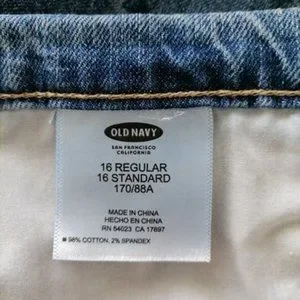 OLD NAVY
SAN FRANCISCO
CALIFORNIA
16 REGULAR
16 STANDARD
170/88A
MADE IN CHINA
HECHO EN CHINA
RN 54023 CA 17897
■ 98% COTTON, 2% SPANDEX